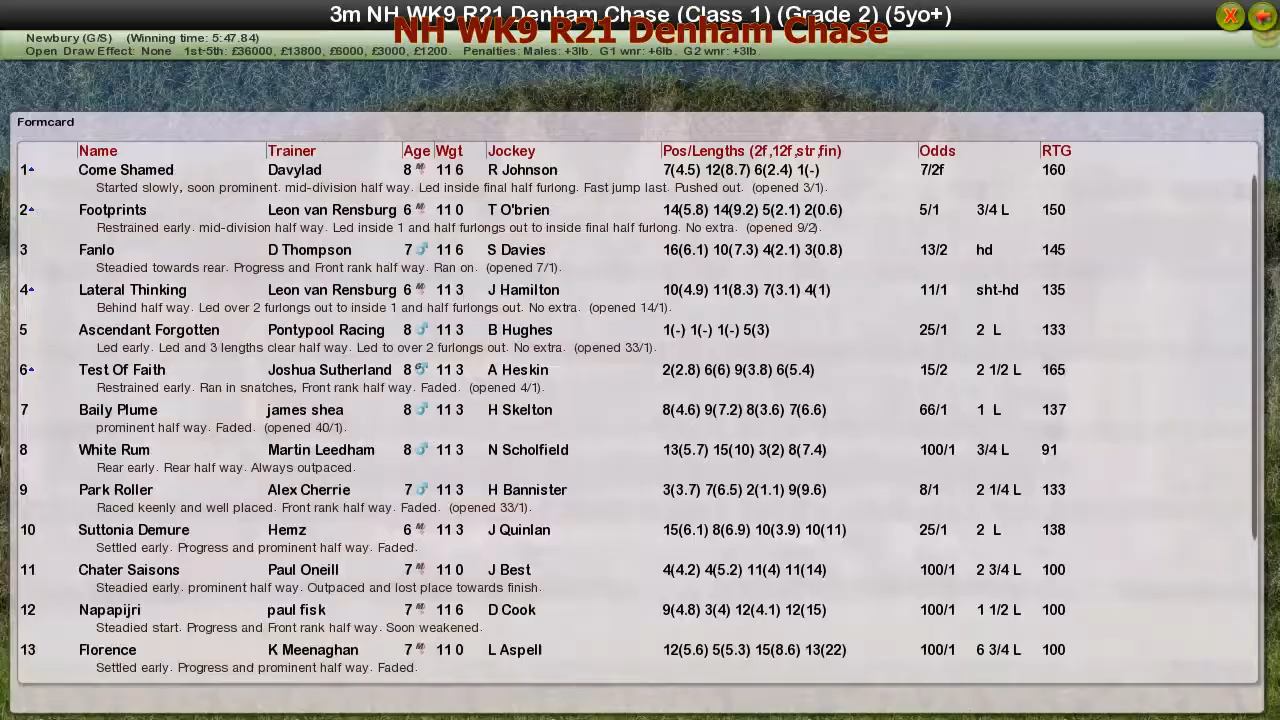 3m NH WK9 R21 Denham Chase (Class 1) (Grade 2) (5yo+)
NH WK9 R21 Denham Chase
Newbury (G/S) (Winning time: 5:47.84)
Open Draw Effect: None 1st-5th: £36000, £13800, £6000, £3000, £1200. Penalties: Males: +3lb. G1 wnr: +6lb. G2 wnr: +3lb.
Formcard
Name Trainer Age Wgt Jockey Pos/Lengths (2f,12f,str,fin) Odds RTG
1 Come Shamed Davylad 8 11 6 R Johnson 7(4.5) 12(8.7) 6(2.4) 1(-) 7/2f 160
Started slowly, soon prominent. mid-division half way. Led inside final half furlong. Fast jump last. Pushed out. (opened 3/1).
2 Footprints Leon van Rensburg 6 11 0 T O'brien 14(5.8) 14(9.2) 5(2.1) 2(0.6) 5/1 3/4 L 150
Restrained early. mid-division half way. Led inside 1 and half furlongs out to inside final half furlong. No extra. (opened 9/2).
3 Fanlo D Thompson 7 11 6 S Davies 16(6.1) 10(7.3) 4(2.1) 3(0.8) 13/2 hd 145
Steadied towards rear. Progress and Front rank half way. Ran on. (opened 7/1).
4 Lateral Thinking Leon van Rensburg 6 11 3 J Hamilton 10(4.9) 11(8.3) 7(3.1) 4(1) 11/1 sht-hd 135
Behind half way. Led over 2 furlongs out to inside 1 and half furlongs out. No extra. (opened 14/1).
5 Ascendant Forgotten Pontypool Racing 8 11 3 B Hughes 1(-) 1(-) 1(-) 5(3) 25/1 2 L 133
Led early. Led and 3 lengths clear half way. Led to over 2 furlongs out. No extra. (opened 33/1).
6 Test Of Faith Joshua Sutherland 8 11 3 A Heskin 2(2.8) 6(6) 9(3.8) 6(5.4) 15/2 2 1/2 L 165
Restrained early. Ran in snatches, Front rank half way. Faded. (opened 4/1).
7 Baily Plume james shea 8 11 3 H Skelton 8(4.6) 9(7.2) 8(3.6) 7(6.6) 66/1 1 L 137
prominent half way. Faded. (opened 40/1).
8 White Rum Martin Leedham 8 11 3 N Scholfield 13(5.7) 15(10) 3(2) 8(7.4) 100/1 3/4 L 91
Rear early. Rear half way. Always outpaced.
9 Park Roller Alex Cherrie 7 11 3 H Bannister 3(3.7) 7(6.5) 2(1.1) 9(9.6) 8/1 2 1/4 L 133
Raced keenly and well placed. Front rank half way. Faded. (opened 33/1).
10 Suttonia Demure Hemz 6 11 3 J Quinlan 15(6.1) 8(6.9) 10(3.9) 10(11) 25/1 2 L 138
Settled early. Progress and prominent half way. Faded.
11 Chater Saisons Paul Oneill 7 11 0 J Best 4(4.2) 4(5.2) 11(4) 11(14) 100/1 2 3/4 L 100
Steadied early. prominent half way. Outpaced and lost place towards finish.
12 Napapijri paul fisk 7 11 6 D Cook 9(4.8) 3(4) 12(4.1) 12(15) 100/1 1 1/2 L 100
Steadied start. Progress and Front rank half way. Soon weakened.
13 Florence K Meenaghan 7 11 0 L Aspell 12(5.6) 5(5.3) 15(8.6) 13(22) 100/1 6 3/4 L 100
Settled early. Progress and prominent half way. Faded.